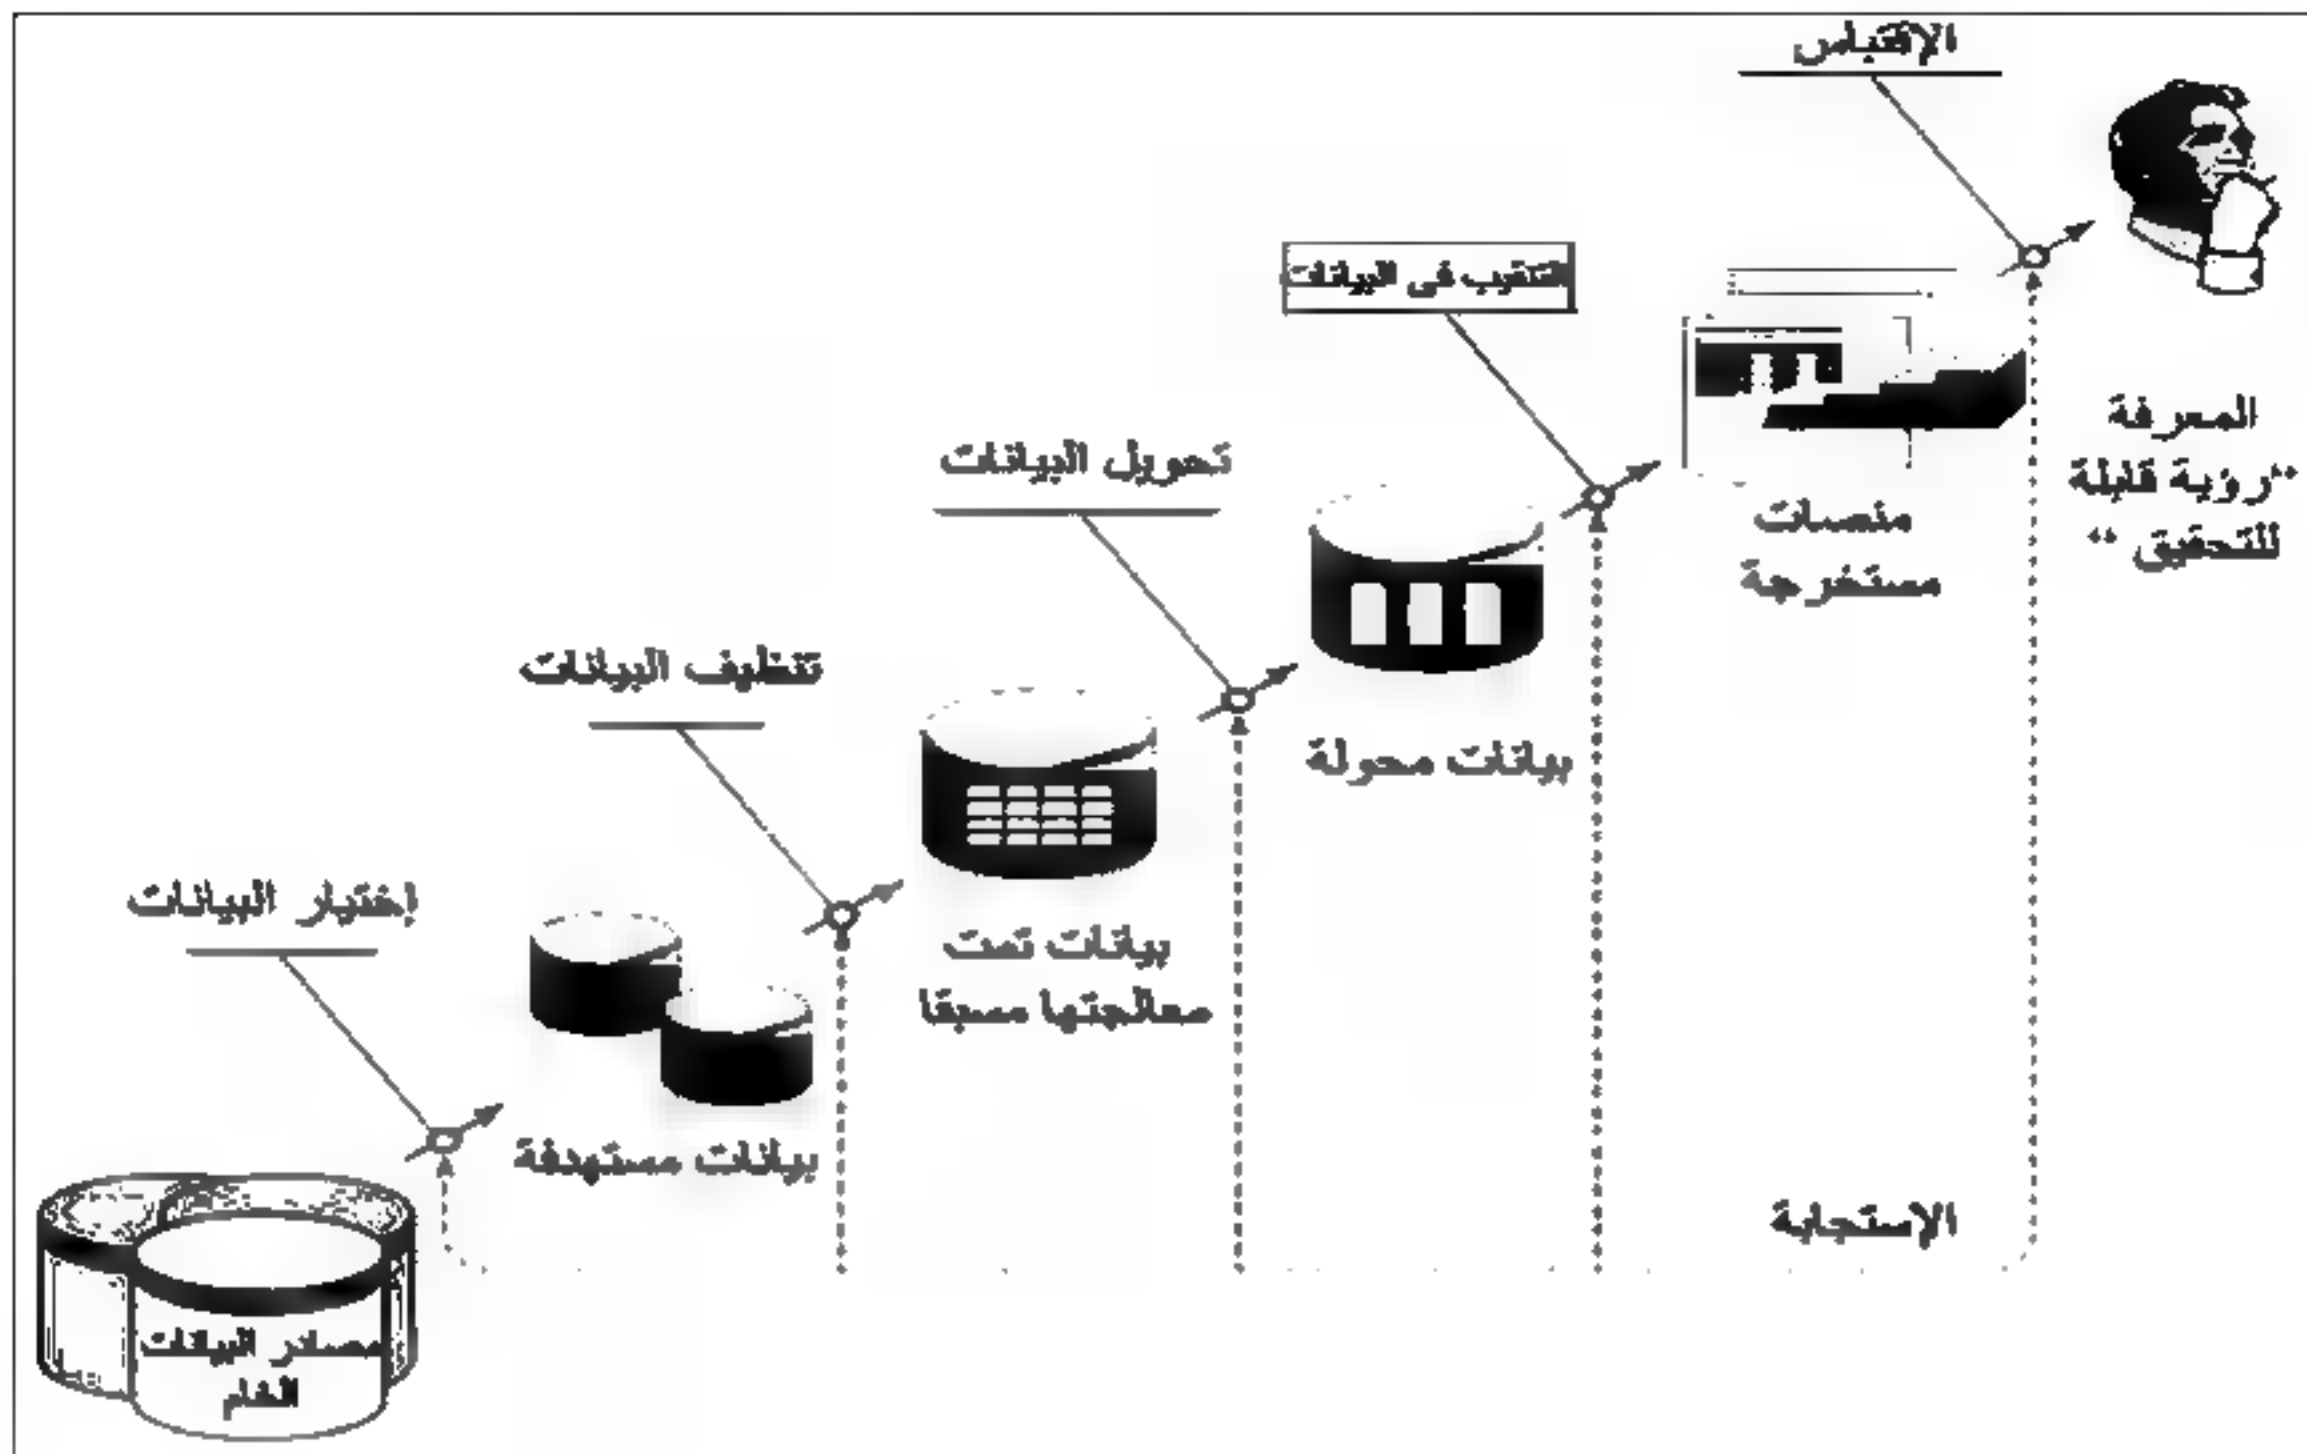 الإقتباس
التنقيب فى البيانات
المعرفة
"رؤية قابلة
للتحقيق "
تحويل البيانات
منصات
مستخرجة
تنظيف البيانات
بيانات محولة
إختيار البيانات
بيانات تمت
معالجتها مسبقا
بيانات مستهدفة
الإستجابة
مصادر البيانات
الخام